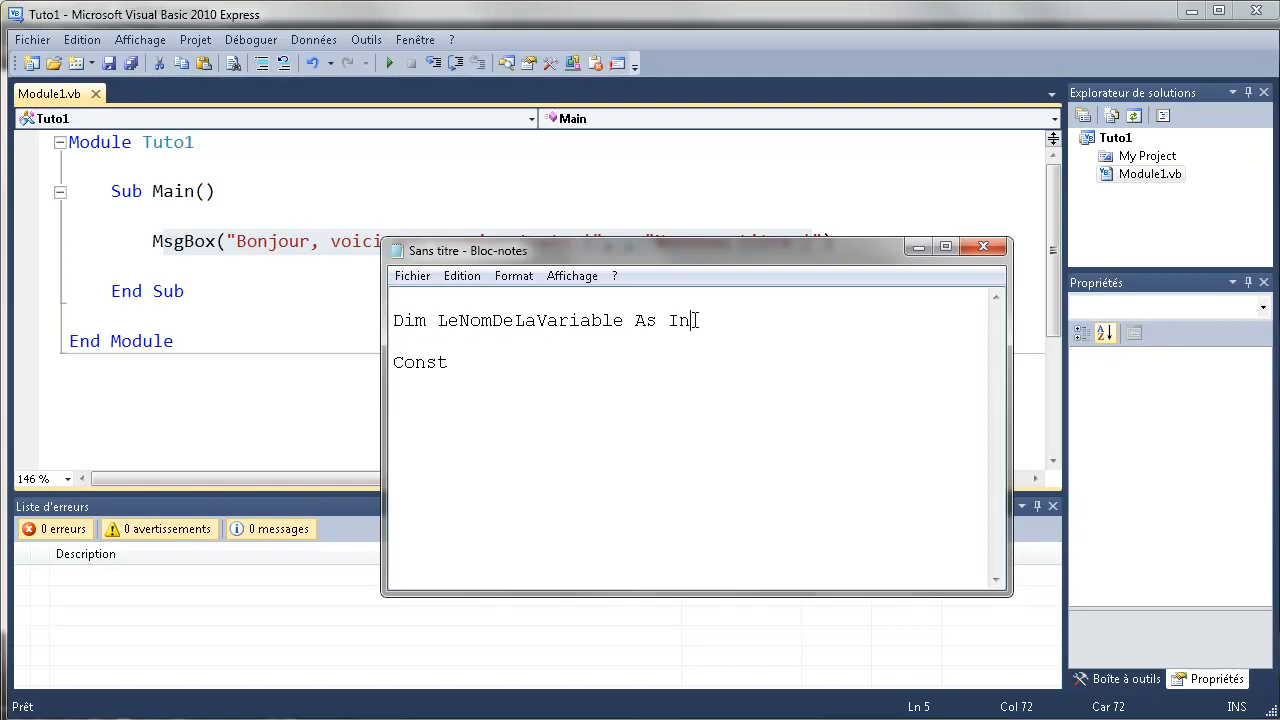 Tuto1 - Microsoft Visual Basic 2010 Express
Fichier Edition Affichage Projet Déboguer Données Outils Fenêtre ?
Module1.vb
Tuto1 Main
Module Tuto1
Sub Main()
MsgBox("Bonjour, voici
End Sub
End Module
146 %
Sans titre - Bloc-notes
Fichier Edition Format Affichage ?
Dim LeNomDeLaVariable As In
Const
Explorateur de solutions
Tuto1
My Project
Module1.vb
Propriétés
Liste d'erreurs
0 erreurs 0 avertissements 0 messages
Description
Boîte à outils Propriétés
Prêt Ln 5 Col 72 Car 72 INS